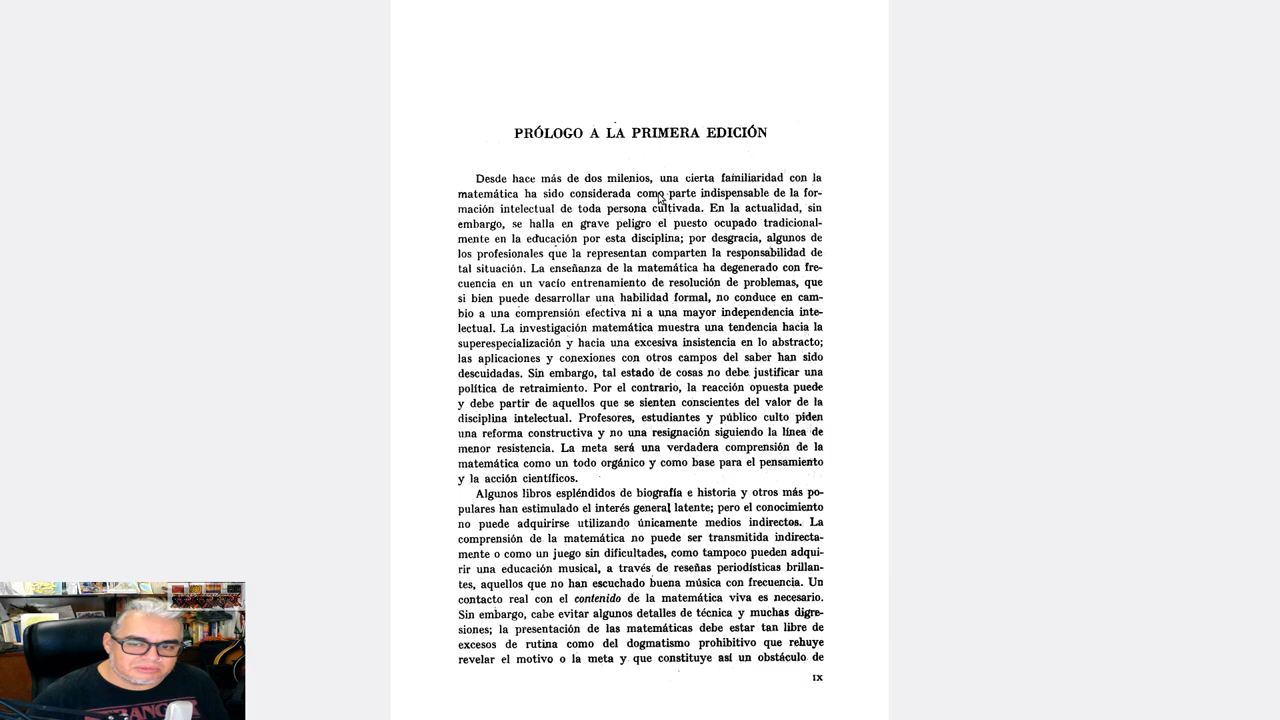 PRÓLOGO A LA PRIMERA EDICIÓN
Desde hace más de dos milenios, una cierta familiaridad con la
matemática ha sido considerada como parte indispensable de la for-
mación intelectual de toda persona cultivada. En la actualidad, sin
embargo, se halla en grave peligro el puesto ocupado tradicional-
mente en la educación por esta disciplina; por desgracia, algunos de
los profesionales que la representan comparten la responsabilidad de
tal situación. La enseñanza de la matemática ha degenerado con fre-
cuencia en un vacío entrenamiento de resolución de problemas, que
si bien puede desarrollar una habilidad formal, no conduce en cam-
bio a una comprensión efectiva ni a una mayor independencia inte-
lectual. La investigación matemática muestra una tendencia hacia la
superespecialización y hacia una excesiva insistencia en lo abstracto;
las aplicaciones y conexiones con otros campos del saber han sido
descuidadas. Sin embargo, tal estado de cosas no debe justificar una
política de retraimiento. Por el contrario, la reacción opuesta puede
y debe partir de aquellos que se sienten conscientes del valor de la
disciplina intelectual. Profesores, estudiantes y público culto piden
una reforma constructiva y no una resignación siguiendo la línea de
menor resistencia. La meta será una verdadera comprensión de la
matemática como un todo orgánico y como base para el pensamiento
y la acción científicos.
Algunos libros espléndidos de biografía e historia y otros más po-
pulares han estimulado el interés general latente; pero el conocimiento
no puede adquirirse utilizando únicamente medios indirectos. La
comprensión de la matemática no puede ser transmitida indirecta-
mente o como un juego sin dificultades, como tampoco pueden adqui-
rir una educación musical, a través de reseñas periodísticas brillan-
tes, aquellos que no han escuchado buena música con frecuencia. Un
contacto real con el contenido de la matemática viva es necesario.
Sin embargo, cabe evitar algunos detalles de técnica y muchas digre-
siones; la presentación de las matemáticas debe estar tan libre de
excesos de rutina como del dogmatismo prohibitivo que rehuye
revelar el motivo o la meta y que constituye así un obstáculo de
IX